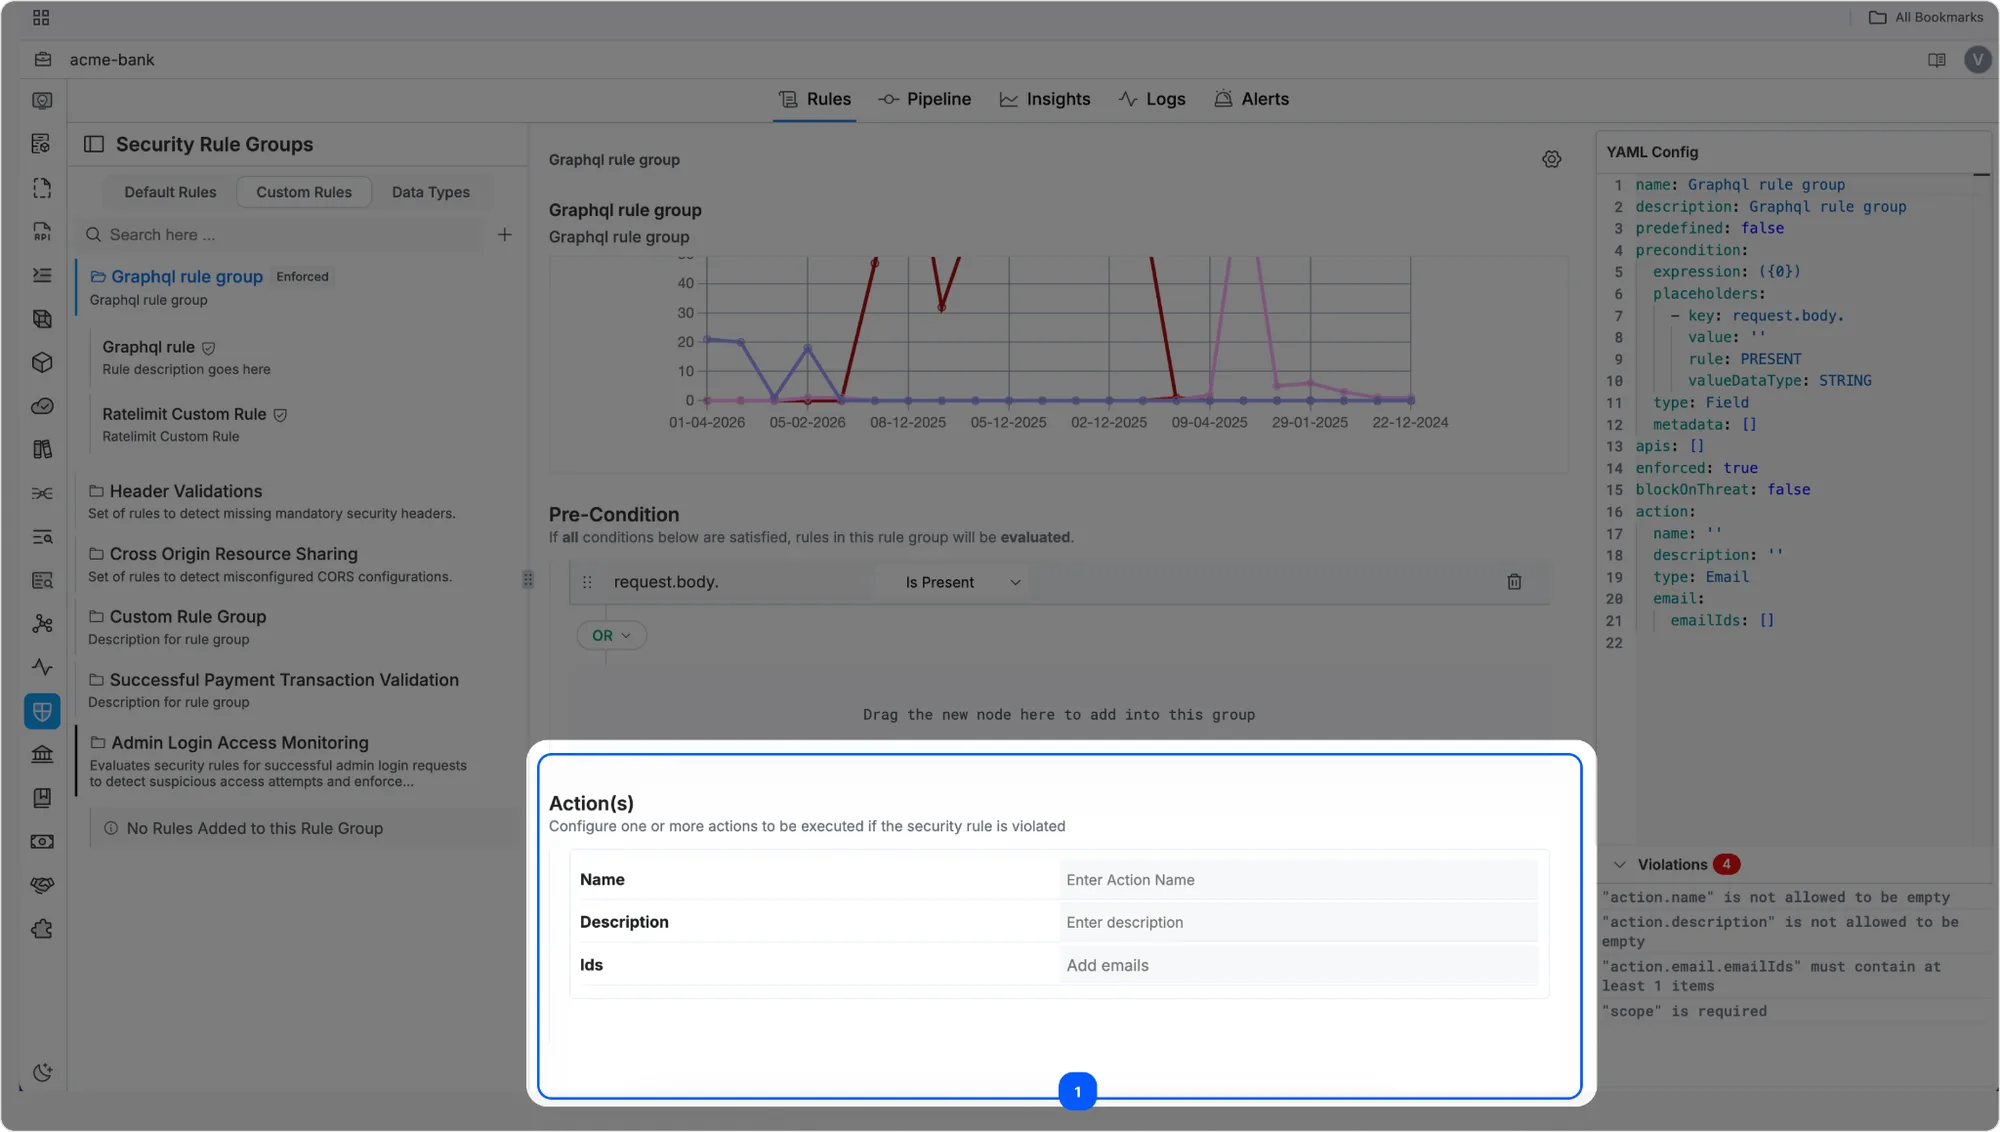 All Bookmarks
acme-bank
V
Rules
Pipeline
Insights
Logs
Alerts
Security Rule Groups
Default Rules
Custom Rules
Data Types
Search here ...
Graphql rule group
Enforced
Graphql rule group
Graphql rule
Rule description goes here
Ratelimit Custom Rule
Ratelimit Custom Rule
Header Validations
Set of rules to detect missing mandatory security headers.
Cross Origin Resource Sharing
Set of rules to detect misconfigured CORS configurations.
Custom Rule Group
Description for rule group
Successful Payment Transaction Validation
Description for rule group
Admin Login Access Monitoring
Evaluates security rules for successful admin login requests
to detect suspicious access attempts and enforce...
No Rules Added to this Rule Group
API
Graphql rule group
Graphql rule group
Graphql rule group
40
30
20
10
0
01-04-2026
05-02-2026
08-12-2025
05-12-2025
02-12-2025
09-04-2025
29-01-2025
22-12-2024
Pre-Condition
If all conditions below are satisfied, rules in this rule group will be evaluated.
request.body.
Is Present
OR
Drag the new node here to add into this group
Action(s)
Configure one or more actions to be executed if the security rule is violated
Name
Enter Action Name
Description
Enter description
Ids
Add emails
1
YAML Config
1 name: Graphql rule group
2 description: Graphql rule group
3 predefined: false
4 precondition:
5 expression: ({0})
6 placeholders:
7 - key: request.body.
8 value: ''
9 rule: PRESENT
10 valueDataType: STRING
11 type: Field
12 metadata: []
13 apis: []
14 enforced: true
15 blockOnThreat: false
16 action:
17 name: ''
18 description: ''
19 type: Email
20 email:
21 emailIds: []
22
Violations 4
"action.name" is not allowed to be empty
"action.description" is not allowed to be
empty
"action.email.emailIds" must contain at
least 1 items
"scope" is required